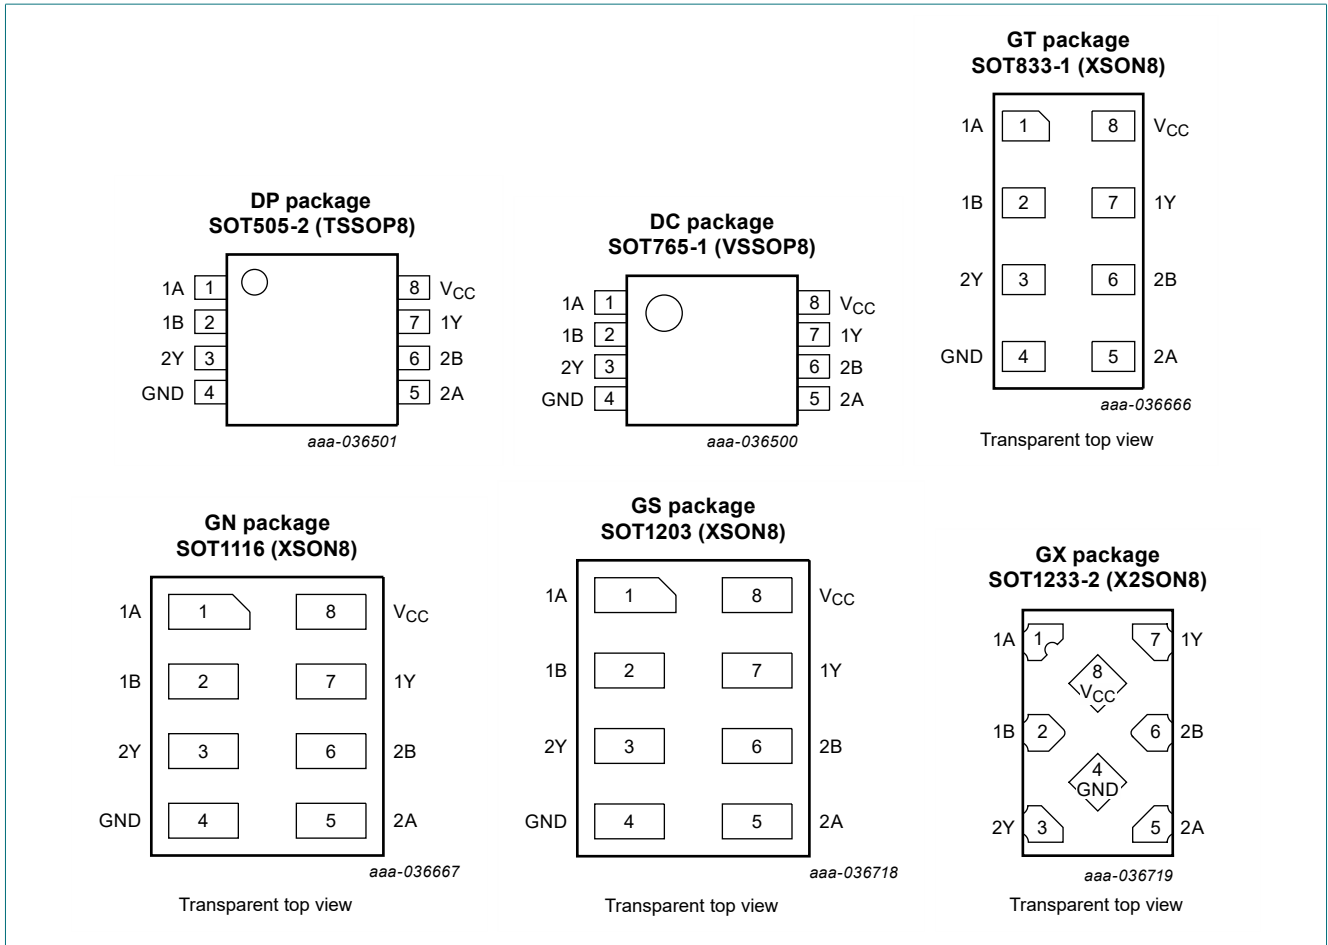 DP package
SOT505-2 (TSSOP8)
1A 1 8 VCC
1B 2 7 1Y
2Y 3 6 2B
GND 4 5 2A
aaa-036501
DC package
SOT765-1 (VSSOP8)
1A 1 8 VCC
1B 2 7 1Y
2Y 3 6 2B
GND 4 5 2A
aaa-036500
GT package
SOT833-1 (XSON8)
1A 1 8 VCC
1B 2 7 1Y
2Y 3 6 2B
GND 4 5 2A
aaa-036666
Transparent top view
GN package
SOT1116 (XSON8)
1A 1 8 VCC
1B 2 7 1Y
2Y 3 6 2B
GND 4 5 2A
aaa-036667
Transparent top view
GS package
SOT1203 (XSON8)
1A 1 8 VCC
1B 2 7 1Y
2Y 3 6 2B
GND 4 5 2A
aaa-036718
Transparent top view
GX package
SOT1233-2 (X2SON8)
1A 1 7 1Y
8
VCC
1B 2 6 2B
4
GND
2Y 3 5 2A
aaa-036719
Transparent top view